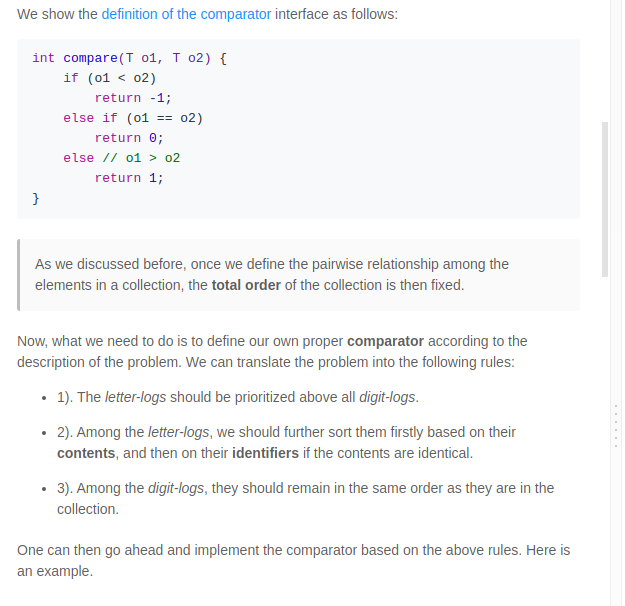 We show the definition of the comparator interface as follows:
int compare(T o1, T o2) {
    if (o1 < o2)
        return -1;
    else if (o1 == o2)
        return 0;
    else // o1 > o2
        return 1;
}
As we discussed before, once we define the pairwise relationship among the
elements in a collection, the total order of the collection is then fixed.
Now, what we need to do is to define our own proper comparator according to the
description of the problem. We can translate the problem into the following rules:
• 1). The letter-logs should be prioritized above all digit-logs.
• 2). Among the letter-logs, we should further sort them firstly based on their
contents, and then on their identifiers if the contents are identical.
• 3). Among the digit-logs, they should remain in the same order as they are in the
collection.
One can then go ahead and implement the comparator based on the above rules. Here is
an example.